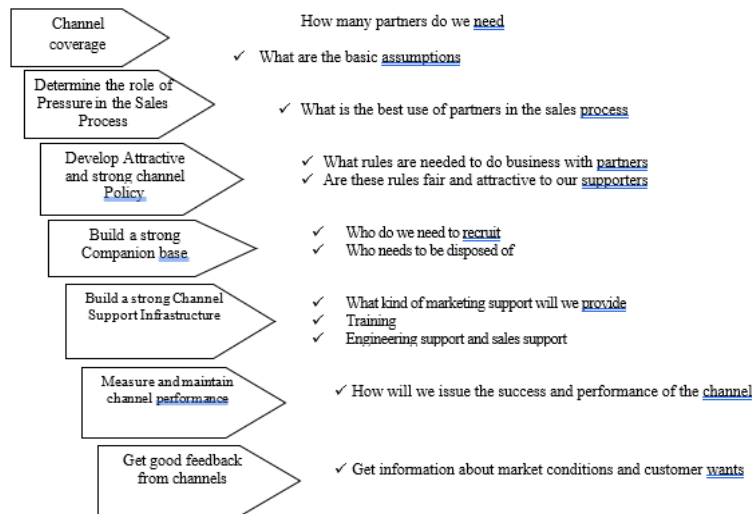 Channel
coverage
How many partners do we need
✓ What are the basic assumptions
Determine the role of
Pressure in the Sales
Process
✓ What is the best use of partners in the sales process
Develop Attractive
and strong channel
Policy
✓ What rules are needed to do business with partners
✓ Are these rules fair and attractive to our supporters
Build a strong
Companion base
✓ Who do we need to recruit
✓ Who needs to be disposed of
Build a strong Channel
Support Infrastructure
✓ What kind of marketing support will we provide
✓ Training
✓ Engineering support and sales support
Measure and maintain
channel performance
✓ How will we issue the success and performance of the channel
Get good feedback
from channels
✓ Get information about market conditions and customer wants